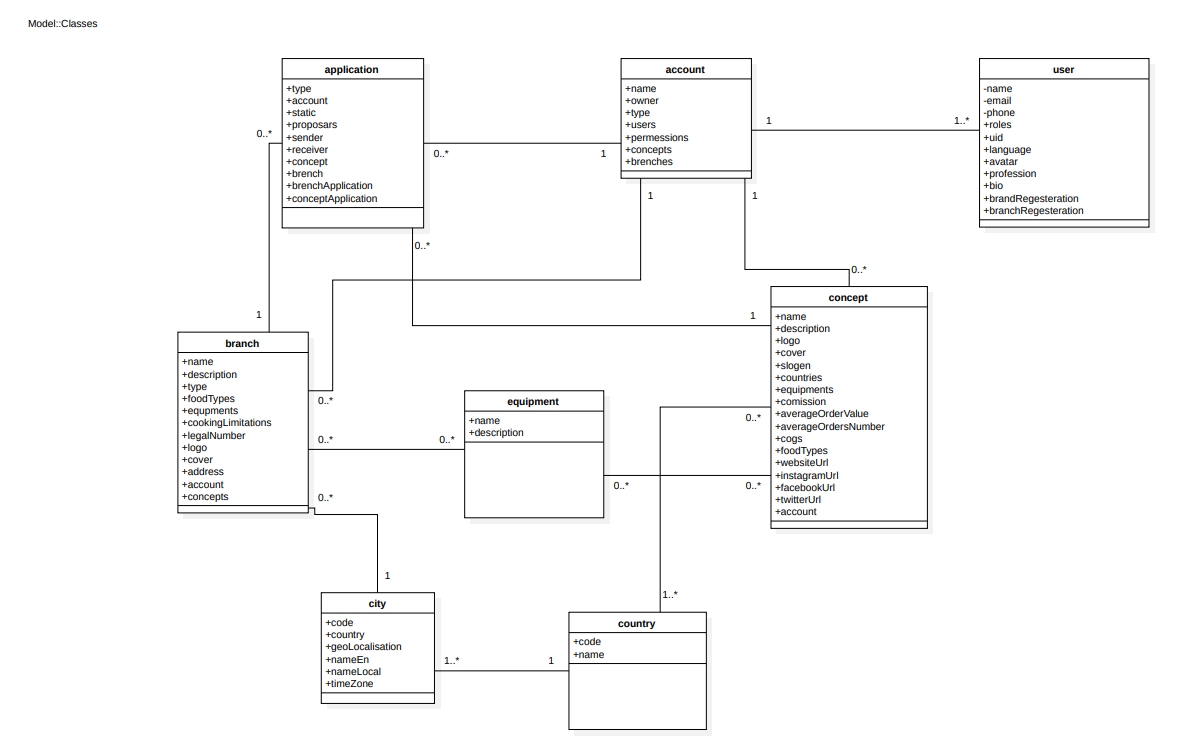 Model::Classes
application
+type
+account
+static
+proposars
+sender
+receiver
+concept
+brench
+brenchApplication
+conceptApplication
account
+name
+owner
+type
+users
+permessions
+concepts
+brenches
user
-name
-email
-phone
+roles
+uid
+language
+avatar
+profession
+bio
+brandRegesteration
+branchRegesteration
0..*
0..*
1
1
1..*
1
1
0..*
0..*
1
1
branch
+name
+description
+type
+foodTypes
+equpments
+cookingLimitations
+legalNumber
+logo
+cover
+address
+account
+concepts
0..*
0..*
0..*
0..*
equipment
+name
+description
0..*
0..*
0..*
concept
+name
+description
+logo
+cover
+slogen
+countries
+equipments
+comission
+averageOrderValue
+averageOrdersNumber
+cogs
+foodTypes
+websiteUrl
+instagramUrl
+facebookUrl
+twitterUrl
+account
1
1..*
city
+code
+country
+geoLocalisation
+nameEn
+nameLocal
+timeZone
1..*
1
country
+code
+name